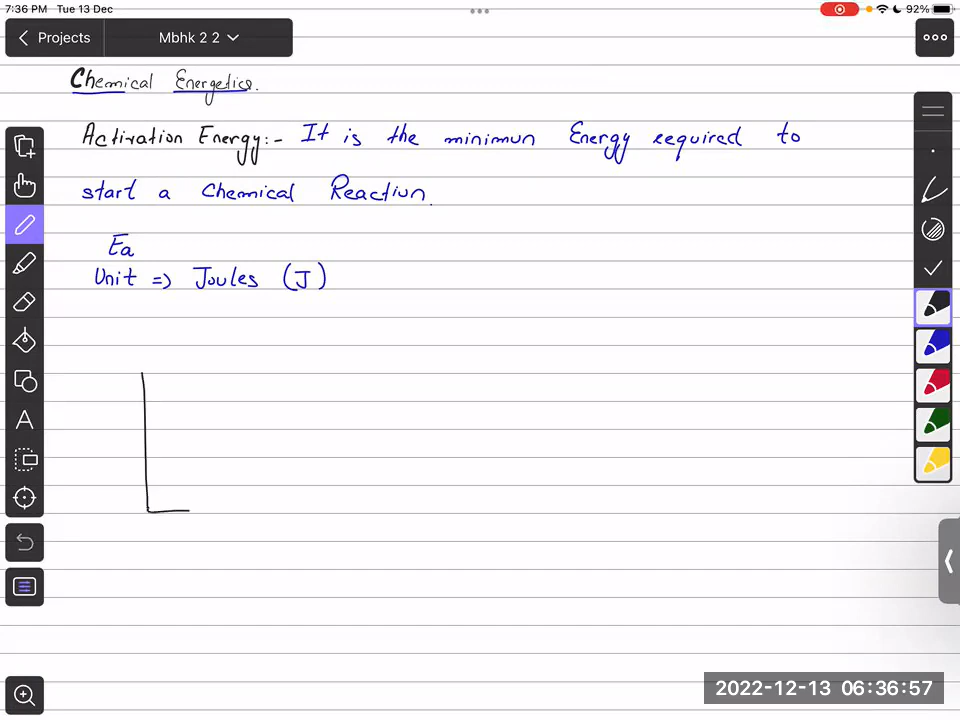 7:36 PM Tue 13 Dec
92%
Projects
Mbhk 2 2
Chemical Energetics.
Activation Energy:- It is the minimun Energy required to
start a Chemical Reaction.
Ea
Unit => Joules (J)
A
2022-12-13 06:36:57